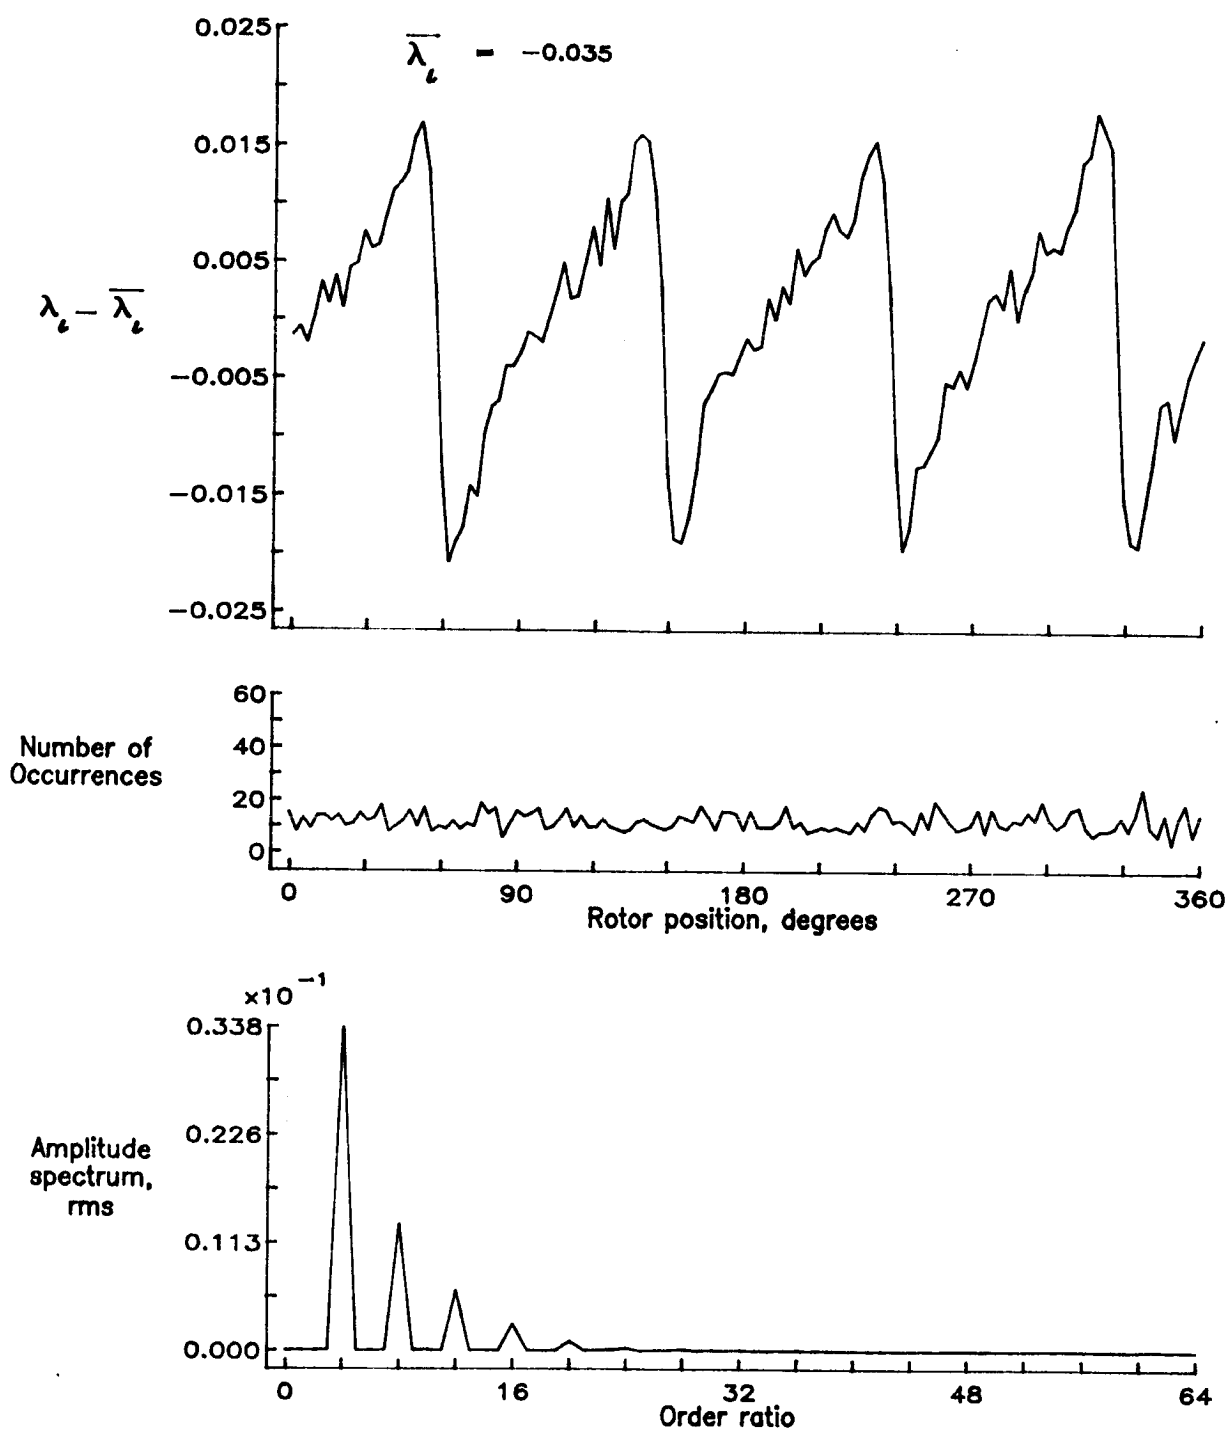 0.025
λ̅ᵢ = −0.035
0.015
0.005
λᵢ − λ̅ᵢ
−0.005
−0.015
−0.025
60
Number of
Occurrences
40
20
0
0 90 180 270 360
Rotor position, degrees
×10⁻¹
0.338
0.226
Amplitude
spectrum,
rms
0.113
0.000
0 16 32 48 64
Order ratio